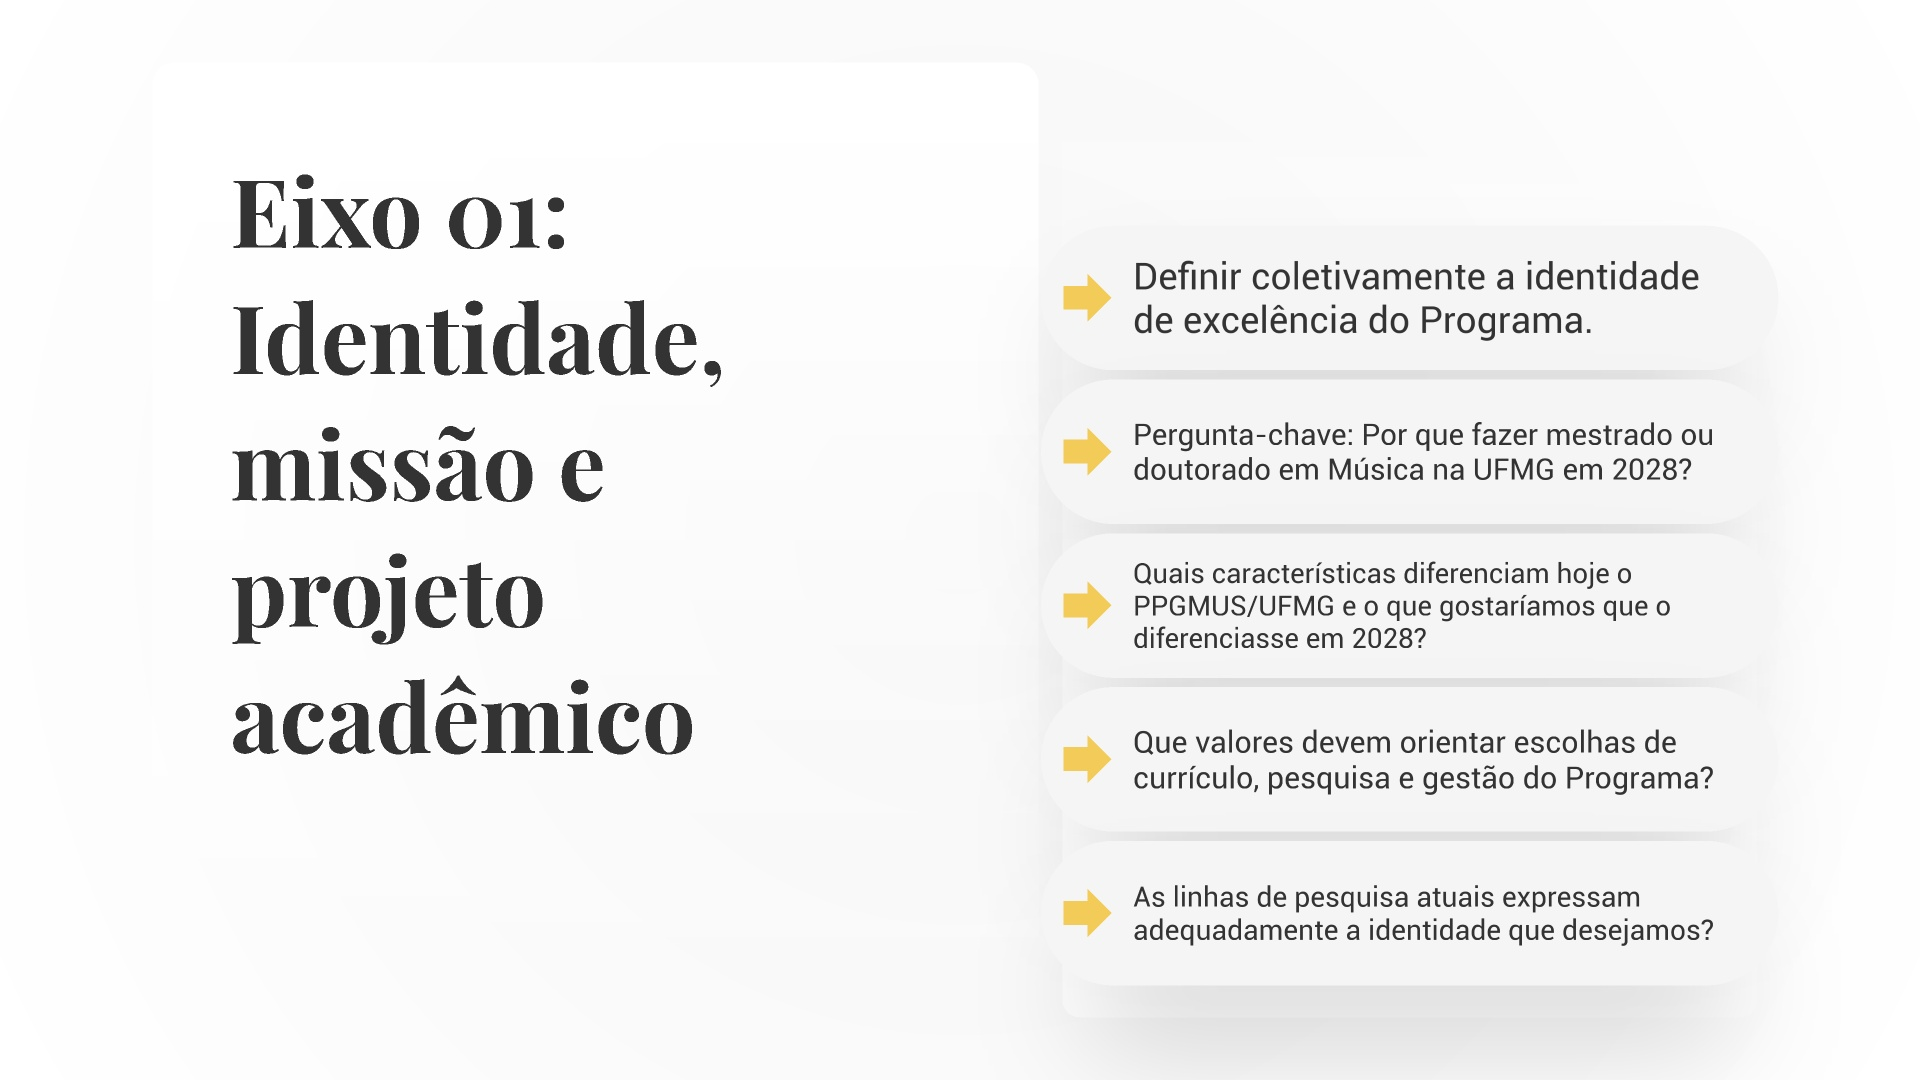 Eixo 01:
Identidade,
missão e
projeto
acadêmico
Definir coletivamente a identidade
de excelência do Programa.
Pergunta-chave: Por que fazer mestrado ou
doutorado em Música na UFMG em 2028?
Quais características diferenciam hoje o
PPGMUS/UFMG e o que gostaríamos que o
diferenciasse em 2028?
Que valores devem orientar escolhas de
currículo, pesquisa e gestão do Programa?
As linhas de pesquisa atuais expressam
adequadamente a identidade que desejamos?